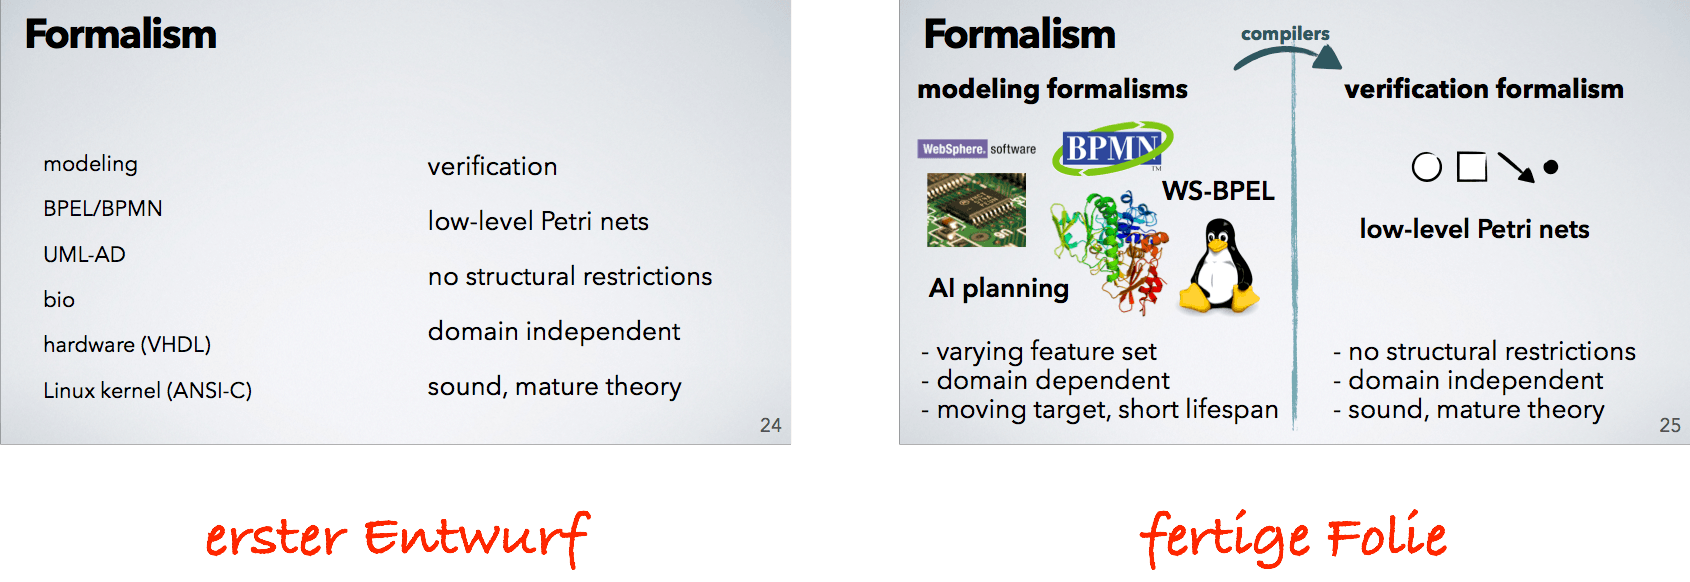 Formalism
modeling
BPEL/BPMN
UML-AD
bio
hardware (VHDL)
Linux kernel (ANSI-C)
verification
low-level Petri nets
no structural restrictions
domain independent
sound, mature theory
24
erster Entwurf
Formalism
compilers
modeling formalisms
WebSphere. software
BPMN
TM
WS-BPEL
AI planning
- varying feature set
- domain dependent
- moving target, short lifespan
verification formalism
low-level Petri nets
- no structural restrictions
- domain independent
- sound, mature theory
25
fertige Folie